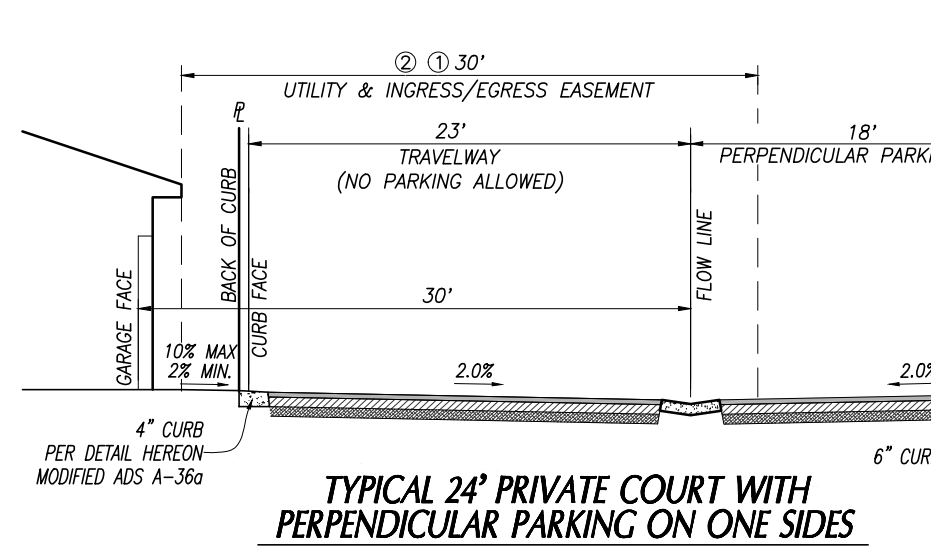 ② ① 30’
UTILITY & INGRESS/EGRESS EASEMENT
PL
23’
TRAVELWAY
(NO PARKING ALLOWED)
18’
PERPENDICULAR PARKI
BACK OF CURB
CURB FACE
FLOW LINE
30’
GARAGE FACE
10% MAX
2% MIN.
2.0%
2.0%
4” CURB
PER DETAIL HEREON
MODIFIED ADS A-36a
6” CUR
TYPICAL 24’ PRIVATE COURT WITH
PERPENDICULAR PARKING ON ONE SIDES